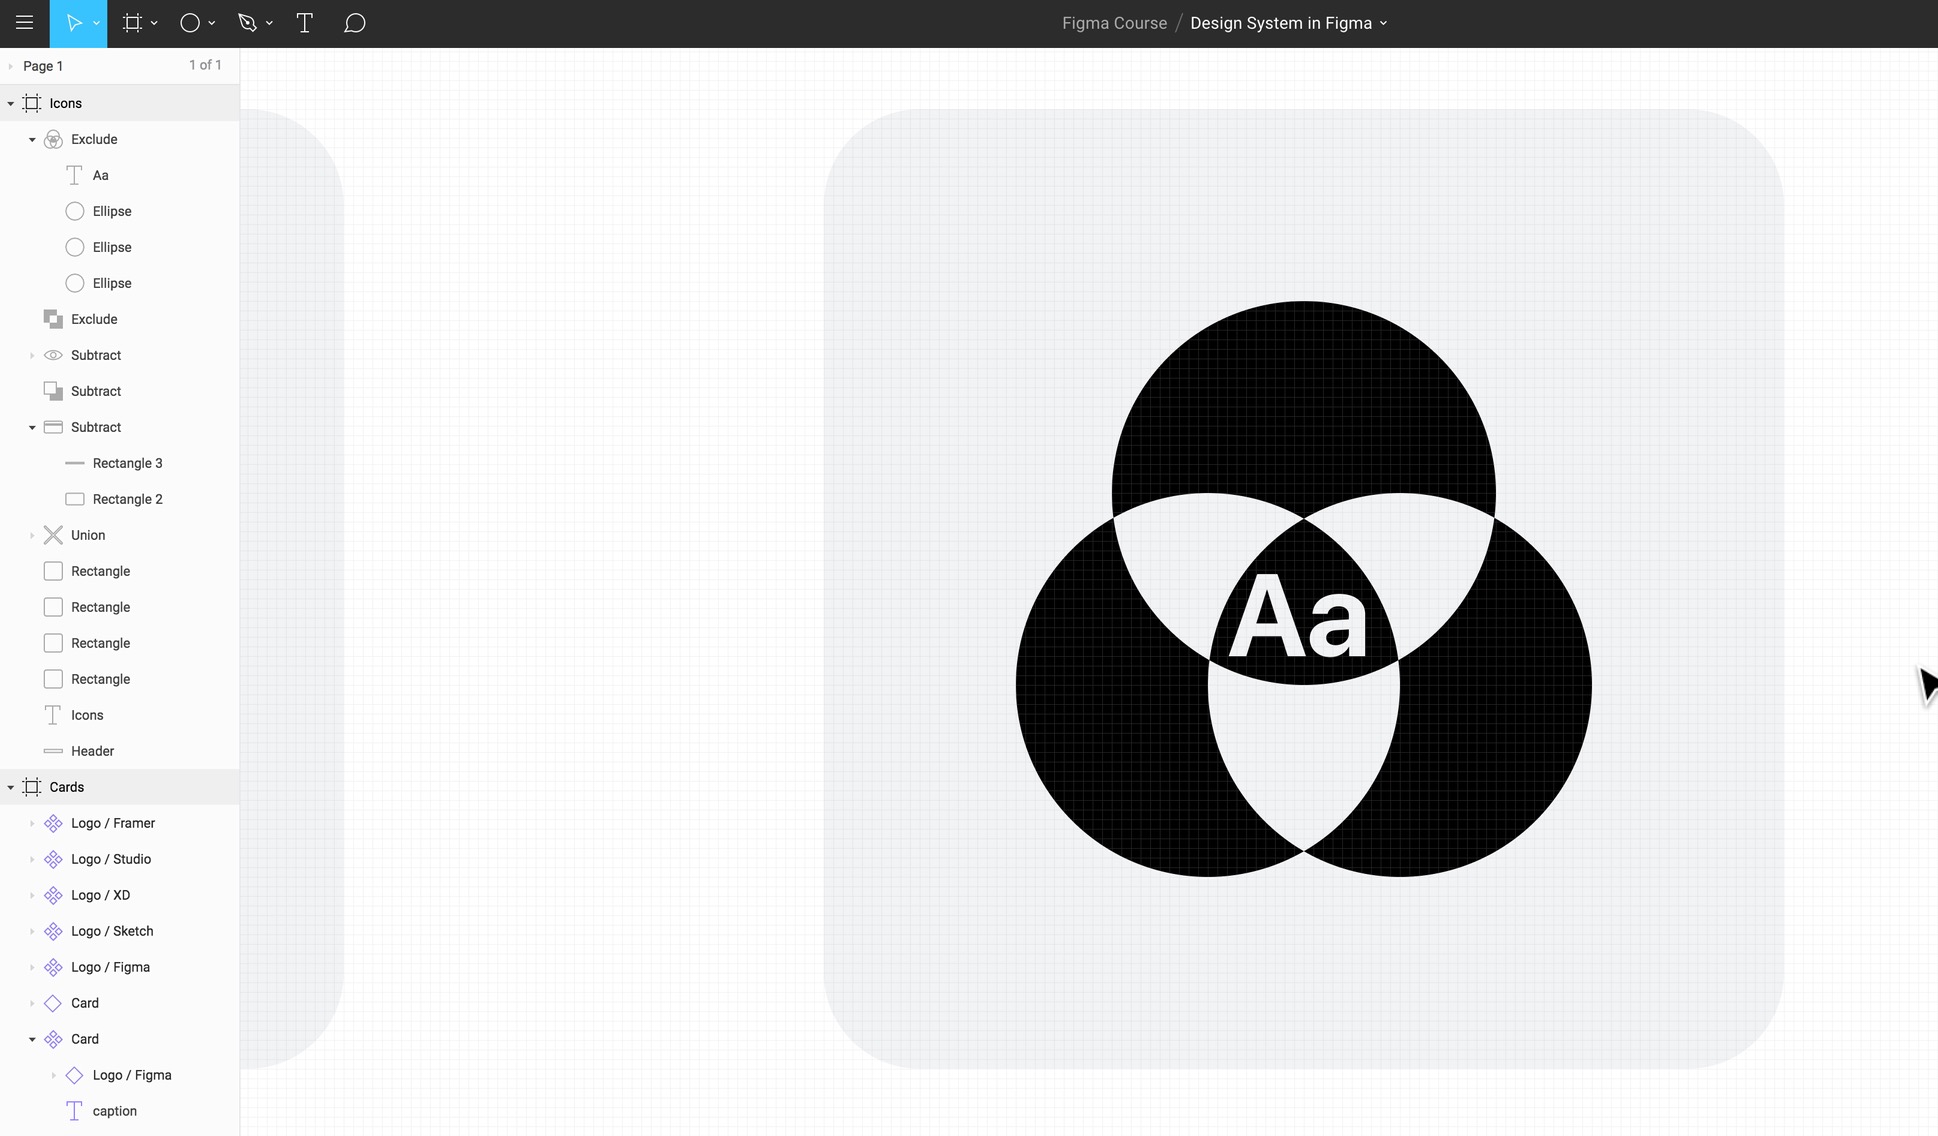 Figma Course / Design System in Figma
Page 1
1 of 1
Icons
Exclude
Aa
Ellipse
Ellipse
Ellipse
Exclude
Subtract
Subtract
Subtract
Rectangle 3
Rectangle 2
Union
Rectangle
Rectangle
Rectangle
Rectangle
Icons
Header
Cards
Logo / Framer
Logo / Studio
Logo / XD
Logo / Sketch
Logo / Figma
Card
Card
Logo / Figma
caption
Aa